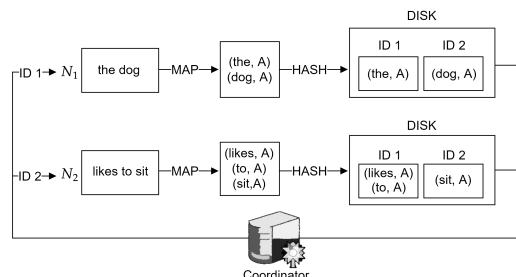 DISK
ID 1 ID 2
ID 1 N1 the dog MAP (the, A) HASH (the, A) (dog, A)
(dog, A)
DISK
ID 1 ID 2
ID 2 N2 likes to sit MAP (likes, A) HASH (likes, A) (sit, A)
(to, A) (to, A)
(sit,A)
Coordinator